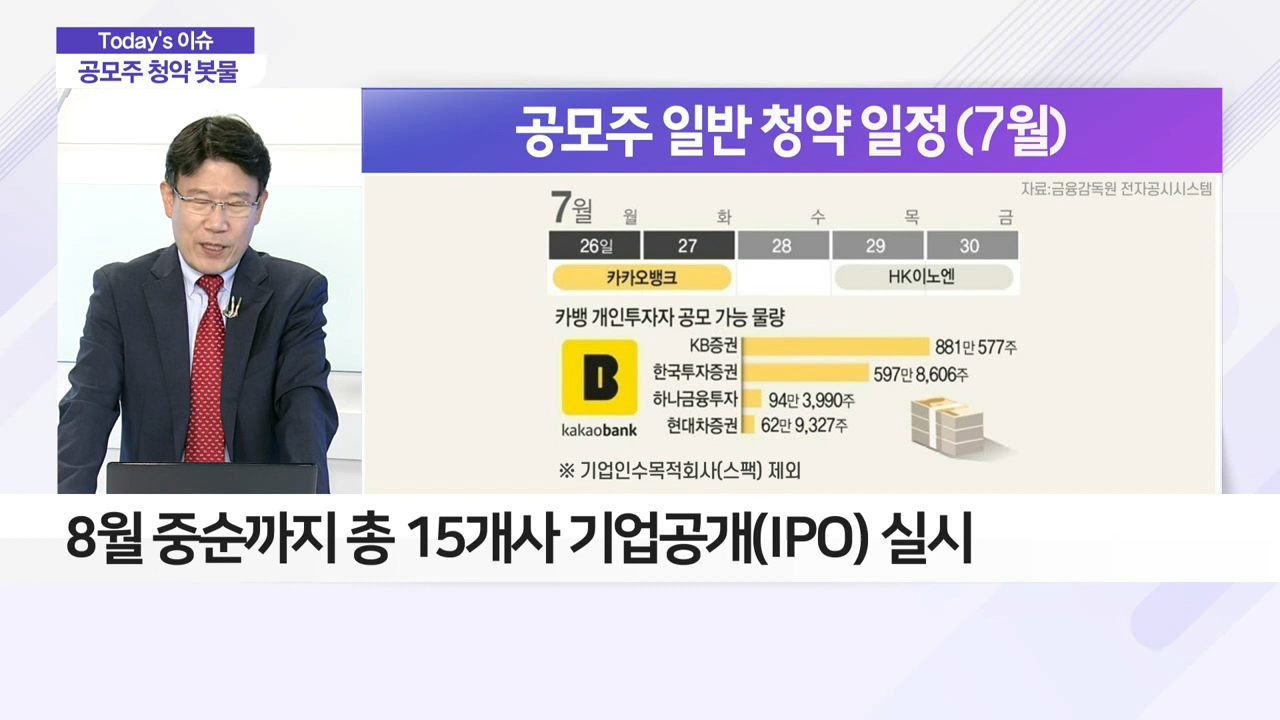 Today's 이슈
공모주 청약 봇물
공모주 일반 청약 일정 (7월)
자료:금융감독원 전자공시시스템
7월 월 화 수 목 금
26일 27 28 29 30
카카오뱅크 HK이노엔
카뱅 개인투자자 공모 가능 물량
KB증권 881만 577주
한국투자증권 597만 8,606주
하나금융투자 94만 3,990주
현대차증권 62만 9,327주
B
kakaobank
※ 기업인수목적회사(스팩) 제외
8월 중순까지 총 15개사 기업공개(IPO) 실시